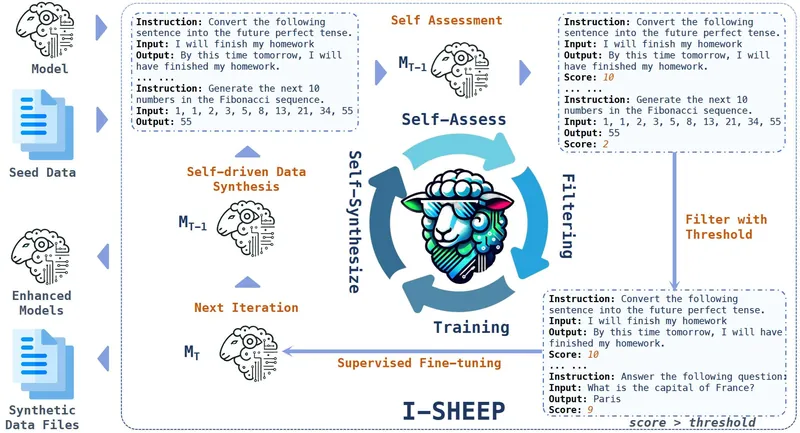 Model
Seed Data
Enhanced
Models
Synthetic
Data Files
Instruction: Convert the following
sentence into the future perfect tense.
Input: I will finish my homework
Output: By this time tomorrow, I will
have finished my homework.
... ...
Instruction: Generate the next 10
numbers in the Fibonacci sequence.
Input: 1, 1, 2, 3, 5, 8, 13, 21, 34, 55
Output: 55
Self Assessment
MT-1
Instruction: Convert the following
sentence into the future perfect tense.
Input: I will finish my homework
Output: By this time tomorrow, I will
have finished my homework.
Score: 10
... ...
Instruction: Generate the next 10
numbers in the Fibonacci sequence.
Input: 1, 1, 2, 3, 5, 8, 13, 21, 34, 55
Output: 55
Score: 2
Self-driven Data
Synthesis
MT-1
Self-Assess
Filtering
Training
Self-Synthesize
Filter with
Threshold
Next Iteration
MT
Supervised Fine-tuning
Instruction: Convert the following
sentence into the future perfect tense.
Input: I will finish my homework
Output: By this time tomorrow, I will have
finished my homework.
Score: 10
... ...
Instruction: Answer the following question:
Input: What is the capital of France?
Output: Paris
Score: 9
score > threshold
I-SHEEP